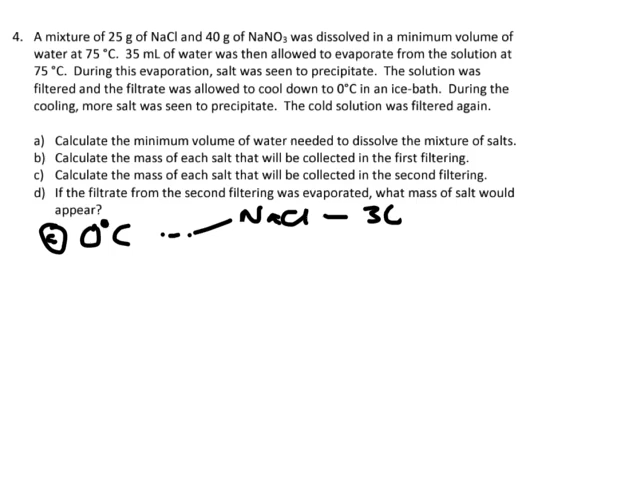 4. A mixture of 25 g of NaCl and 40 g of NaNO₃ was dissolved in a minimum volume of
water at 75 °C. 35 mL of water was then allowed to evaporate from the solution at
75 °C. During this evaporation, salt was seen to precipitate. The solution was
filtered and the filtrate was allowed to cool down to 0°C in an ice-bath. During the
cooling, more salt was seen to precipitate. The cold solution was filtered again.
a) Calculate the minimum volume of water needed to dissolve the mixture of salts.
b) Calculate the mass of each salt that will be collected in the first filtering.
c) Calculate the mass of each salt that will be collected in the second filtering.
d) If the filtrate from the second filtering was evaporated, what mass of salt would
appear?
NaCl — 3
0°C